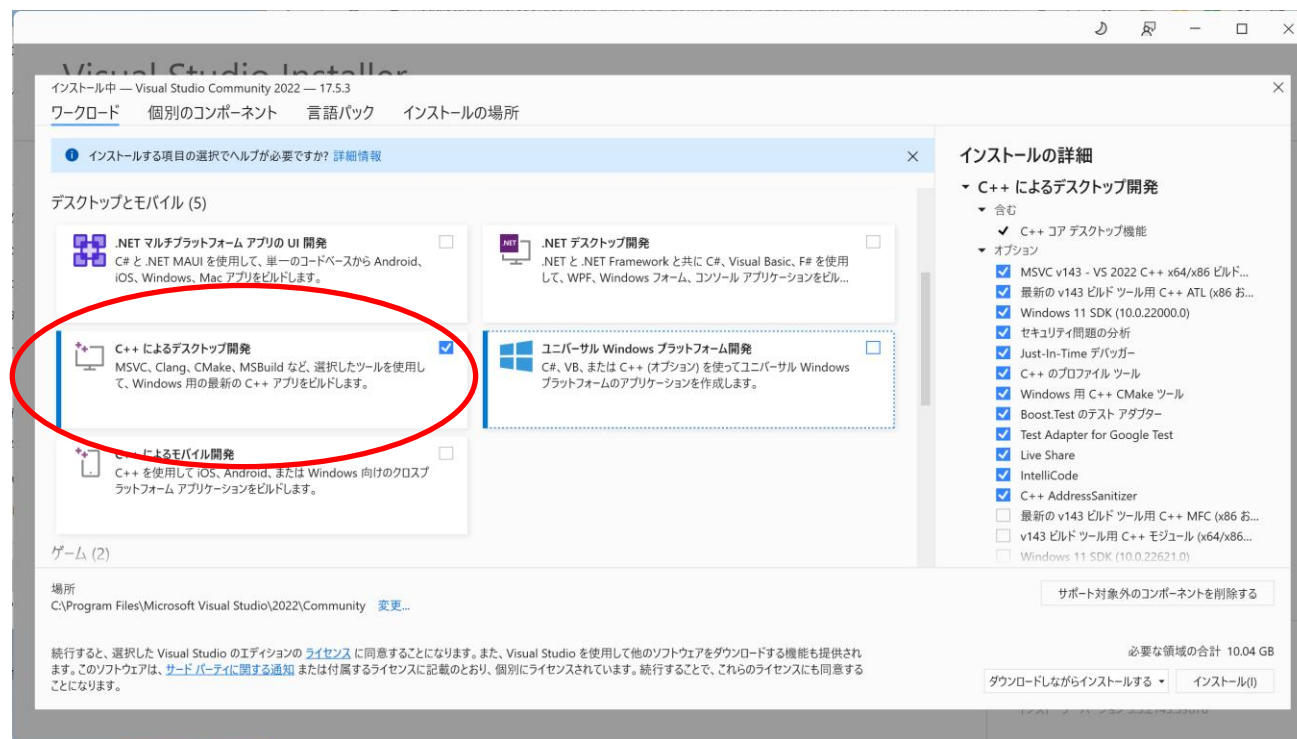 Visual Studio Installer
インストール中 — Visual Studio Community 2022 — 17.5.3
ワークロード 個別のコンポーネント 言語パック インストールの場所
インストールする項目の選択でヘルプが必要ですか? 詳細情報
デスクトップとモバイル (5)
.NET マルチプラットフォーム アプリの UI 開発
C# と .NET MAUI を使用して、単一のコードベースから Android、
iOS、Windows、Mac アプリをビルドします。
.NET
.NET デスクトップ開発
.NET と .NET Framework と共に C#、Visual Basic、F# を使用
して、WPF、Windows フォーム、コンソール アプリケーションをビル...
C++ によるデスクトップ開発
MSVC、Clang、CMake、MSBuild など、選択したツールを使用し
て、Windows 用の最新の C++ アプリをビルドします。
ユニバーサル Windows プラットフォーム開発
C#、VB、または C++ (オプション) を使ってユニバーサル Windows
プラットフォームのアプリケーションを作成します。
C++ によるモバイル開発
C++ を使用して iOS、Android、または Windows 向けのクロスプ
ラットフォーム アプリケーションをビルドします。
ゲーム (2)
インストールの詳細
C++ によるデスクトップ開発
含む
C++ コア デスクトップ機能
オプション
MSVC v143 - VS 2022 C++ x64/x86 ビルド...
最新の v143 ビルド ツール用 C++ ATL (x86 お...
Windows 11 SDK (10.0.22000.0)
セキュリティ問題の分析
Just-In-Time デバッガー
C++ のプロファイル ツール
Windows 用 C++ CMake ツール
Boost.Test のテスト アダプター
Test Adapter for Google Test
Live Share
IntelliCode
C++ AddressSanitizer
最新の v143 ビルド ツール用 C++ MFC (x86 お...
v143 ビルド ツール用 C++ モジュール (x64/x86...
Windows 11 SDK (10.0.22621.0)
場所
C:\Program Files\Microsoft Visual Studio\2022\Community 変更...
サポート対象外のコンポーネントを削除する
続行すると、選択した Visual Studio のエディションの ライセンス に同意することになります。また、Visual Studio を使用して他のソフトウェアをダウンロードする機能も提供され
ます。このソフトウェアは、サード パーティに関する通知 または付属するライセンスに記載のとおり、個別にライセンスされています。続行することで、これらのライセンスにも同意する
ことになります。
必要な領域の合計 10.04 GB
ダウンロードしながらインストールする インストール(I)